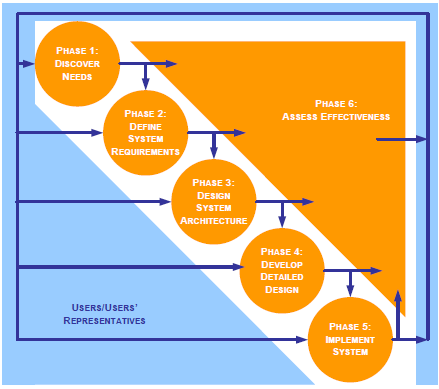 PHASE 1:
DISCOVER
NEEDS
PHASE 2:
DEFINE
SYSTEM
REQUIREMENTS
PHASE 3:
DESIGN
SYSTEM
ARCHITECTURE
PHASE 4:
DEVELOP
DETAILED
DESIGN
PHASE 5:
IMPLEMENT
SYSTEM
PHASE 6:
ASSESS EFFECTIVENESS
USERS/USERS'
REPRESENTATIVES